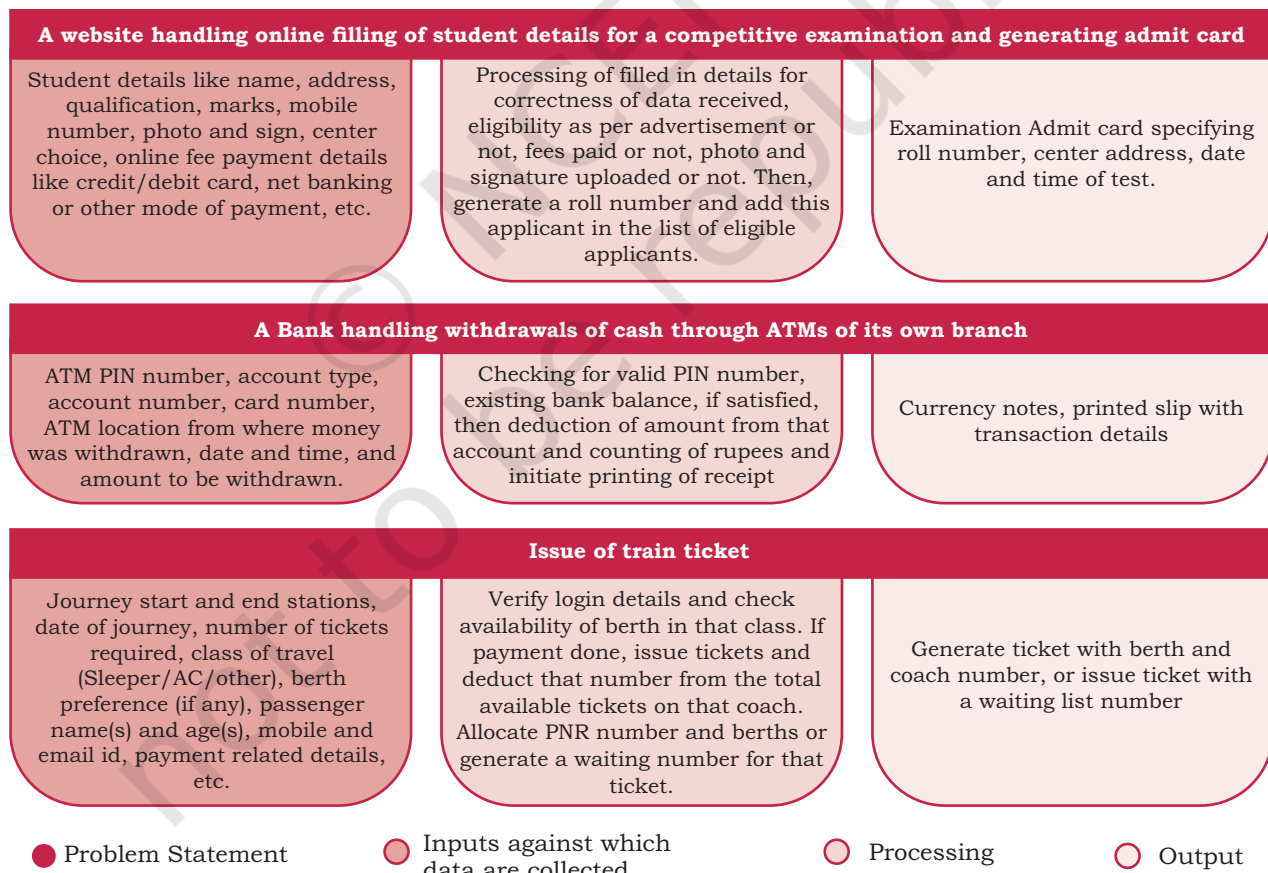 A website handling online filling of student details for a competitive examination and generating admit card
Student details like name, address,
qualification, marks, mobile
number, photo and sign, center
choice, online fee payment details
like credit/debit card, net banking
or other mode of payment, etc.
Processing of filled in details for
correctness of data received,
eligibility as per advertisement or
not, fees paid or not, photo and
signature uploaded or not. Then,
generate a roll number and add this
applicant in the list of eligible
applicants.
Examination Admit card specifying
roll number, center address, date
and time of test.
A Bank handling withdrawals of cash through ATMs of its own branch
ATM PIN number, account type,
account number, card number,
ATM location from where money
was withdrawn, date and time, and
amount to be withdrawn.
Checking for valid PIN number,
existing bank balance, if satisfied,
then deduction of amount from that
account and counting of rupees and
initiate printing of receipt
Currency notes, printed slip with
transaction details
Issue of train ticket
Journey start and end stations,
date of journey, number of tickets
required, class of travel
(Sleeper/AC/other), berth
preference (if any), passenger
name(s) and age(s), mobile and
email id, payment related details,
etc.
Verify login details and check
availability of berth in that class. If
payment done, issue tickets and
deduct that number from the total
available tickets on that coach.
Allocate PNR number and berths or
generate a waiting number for that
ticket.
Generate ticket with berth and
coach number, or issue ticket with
a waiting list number
Problem Statement
Inputs against which
data are collected
Processing
Output
© NCE
not to be republ